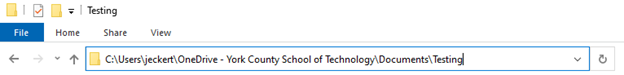 Testing
File Home Share View
C:\Users\jeckert\OneDrive - York County School of Technology\Documents\Testing